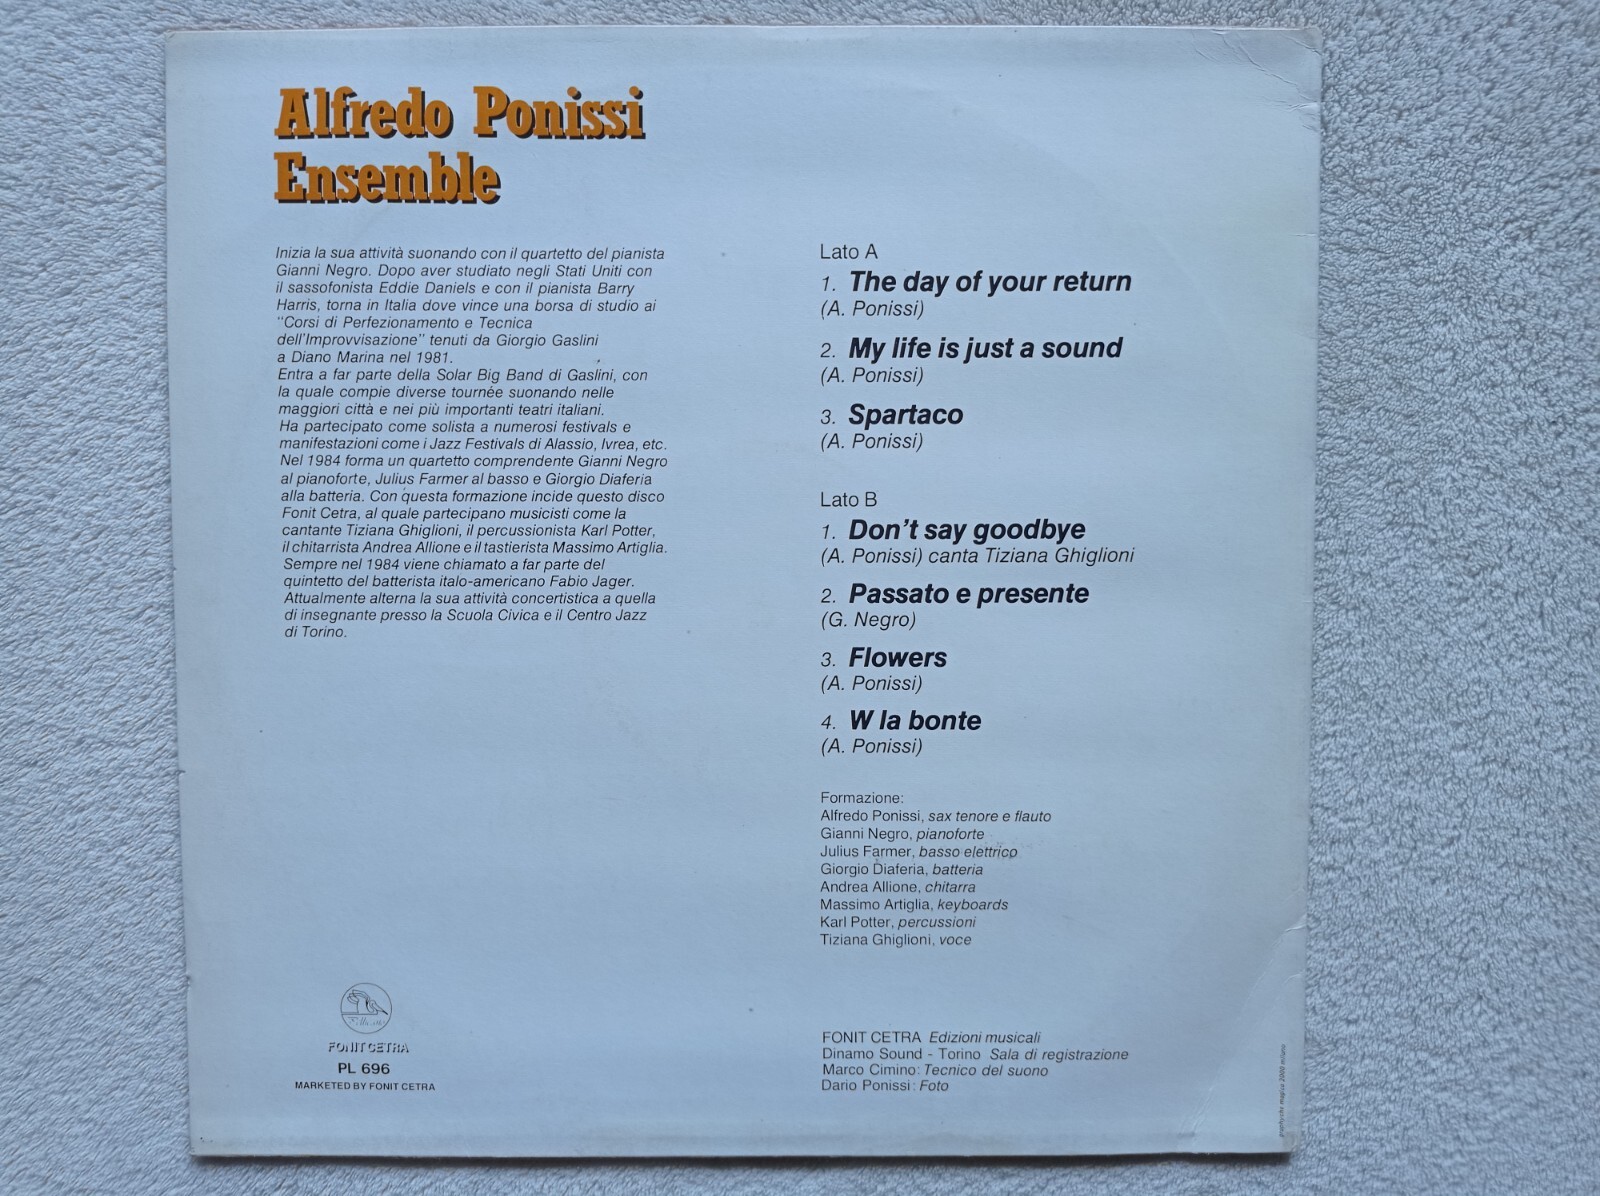 Alfredo Ponissi
Ensemble
Inizia la sua attività suonando con il quartetto del pianista
Gianni Negro. Dopo aver studiato negli Stati Uniti con
il sassofonista Eddie Daniels e con il pianista Barry
Harris, torna in Italia dove vince una borsa di studio ai
"Corsi di Perfezionamento e Tecnica
dell'Improvvisazione" tenuti da Giorgio Gaslini
a Diano Marina nel 1981.
Entra a far parte della Solar Big Band di Gaslini, con
la quale compie diverse tournée suonando nelle
maggiori città e nei più importanti teatri italiani.
Ha partecipato come solista a numerosi festivals e
manifestazioni come i Jazz Festivals di Alassio, Ivrea, etc.
Nel 1984 forma un quartetto comprendente Gianni Negro
al pianoforte, Julius Farmer al basso e Giorgio Diaferia
alla batteria. Con questa formazione incide questo disco
Fonit Cetra, al quale partecipano musicisti come la
cantante Tiziana Ghiglioni, il percussionista Karl Potter,
il chitarrista Andrea Allione e il tastierista Massimo Artiglia.
Sempre nel 1984 viene chiamato a far parte del
quintetto del batterista italo-americano Fabio Jager.
Attualmente alterna la sua attività concertistica a quella
di insegnante presso la Scuola Civica e il Centro Jazz
di Torino.
Lato A
1. The day of your return
(A. Ponissi)
2. My life is just a sound
(A. Ponissi)
3. Spartaco
(A. Ponissi)
Lato B
1. Don't say goodbye
(A. Ponissi) canta Tiziana Ghiglioni
2. Passato e presente
(G. Negro)
3. Flowers
(A. Ponissi)
4. W la bonte
(A. Ponissi)
Formazione:
Alfredo Ponissi, sax tenore e flauto
Gianni Negro, pianoforte
Julius Farmer, basso elettrico
Giorgio Diaferia, batteria
Andrea Allione, chitarra
Massimo Artiglia, keyboards
Karl Potter, percussioni
Tiziana Ghiglioni, voce
FONIT CETRA
PL 696
MARKETED BY FONIT CETRA
FONIT CETRA Edizioni musicali
Dinamo Sound - Torino Sala di registrazione
Marco Cimino: Tecnico del suono
Dario Ponissi: Foto
magica 2000 milano